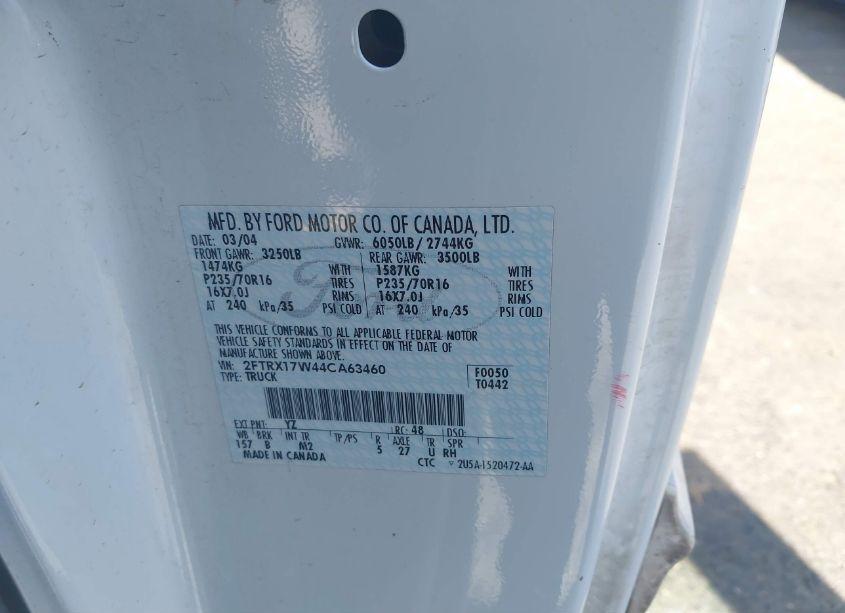 MFD. BY FORD MOTOR CO. OF CANADA, LTD.
DATE: 03/04 GVWR: 6050LB/ 2744KG
FRONT GAWR: 3250LB REAR GAWR: 3500LB
1474KG WITH 1587KG WITH
P235/70R16 TIRES P235/70R16 TIRES
16X7.0J RIMS 16X7.0J RIMS
AT 240 kPa/35 PSI COLD AT 240 kPa/35 PSI COLD
Ford
THIS VEHICLE CONFORMS TO ALL APPLICABLE FEDERAL MOTOR
VEHICLE SAFETY STANDARDS IN EFFECT ON THE DATE OF
MANUFACTURE SHOWN ABOVE.
VIN: 2FTRX17W44CA63460 F0050
TYPE: TRUCK T0442
EXT PNT: YZ RC: 48 DSO:
WB BRK INT TR TP/PS R AXLE TR SPR
157 B M2 5 27 U RH
MADE IN CANADA CTC ▽ 2U5A-1520472-AA